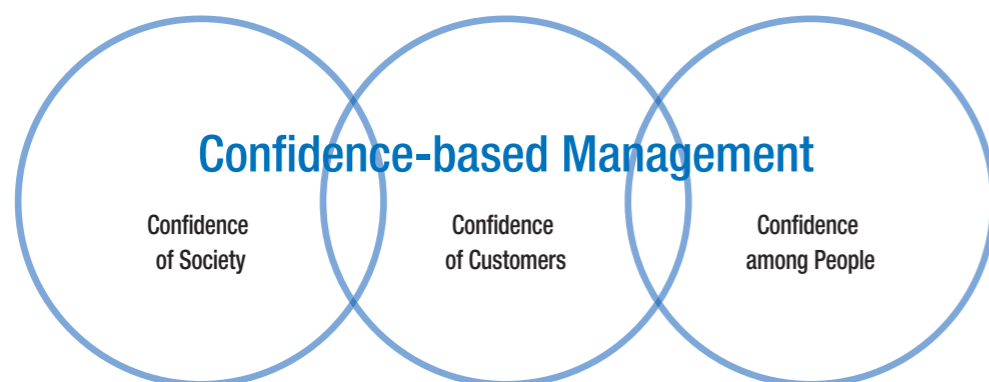 Confidence-based Management
Confidence
of Society
Confidence
of Customers
Confidence
among People